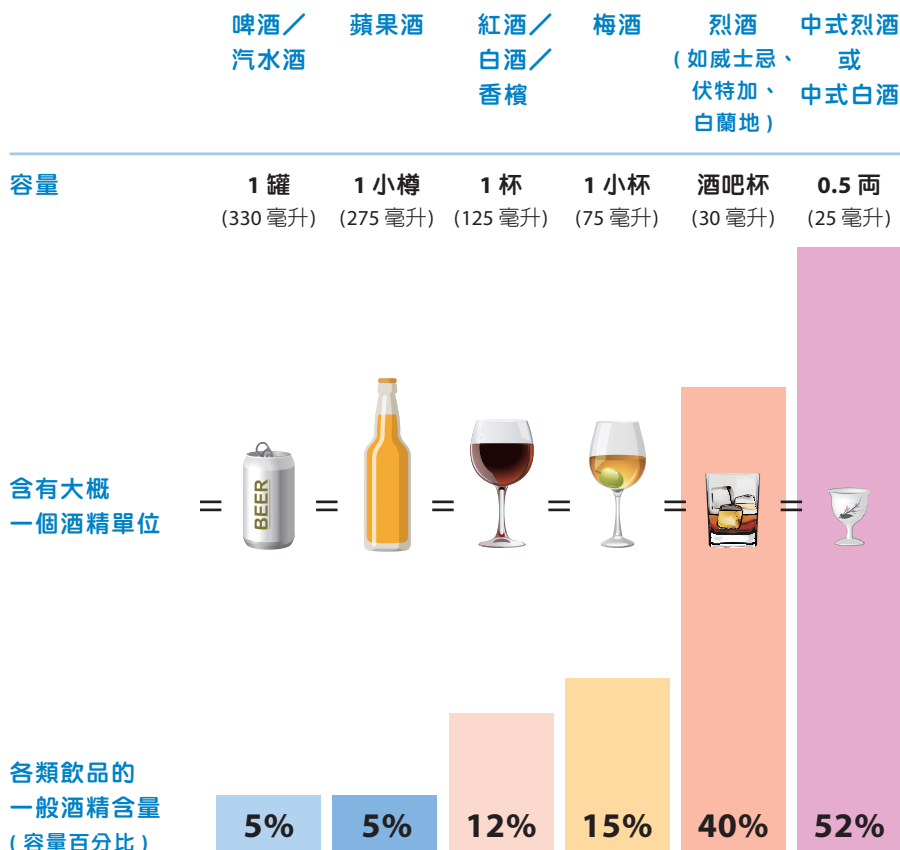 啤酒／
汽水酒
蘋果酒
紅酒／
白酒／
香檳
梅酒
烈酒
(如威士忌、
伏特加、
白蘭地)
中式烈酒
或
中式白酒
容量
1 罐
(330 毫升)
1 小樽
(275 毫升)
1 杯
(125 毫升)
1 小杯
(75 毫升)
酒吧杯
(30 毫升)
0.5 両
(25 毫升)
含有大概
一個酒精單位
= BEER = = = = =
各類飲品的
一般酒精含量
(容量百分比)
5% 5% 12% 15% 40% 52%